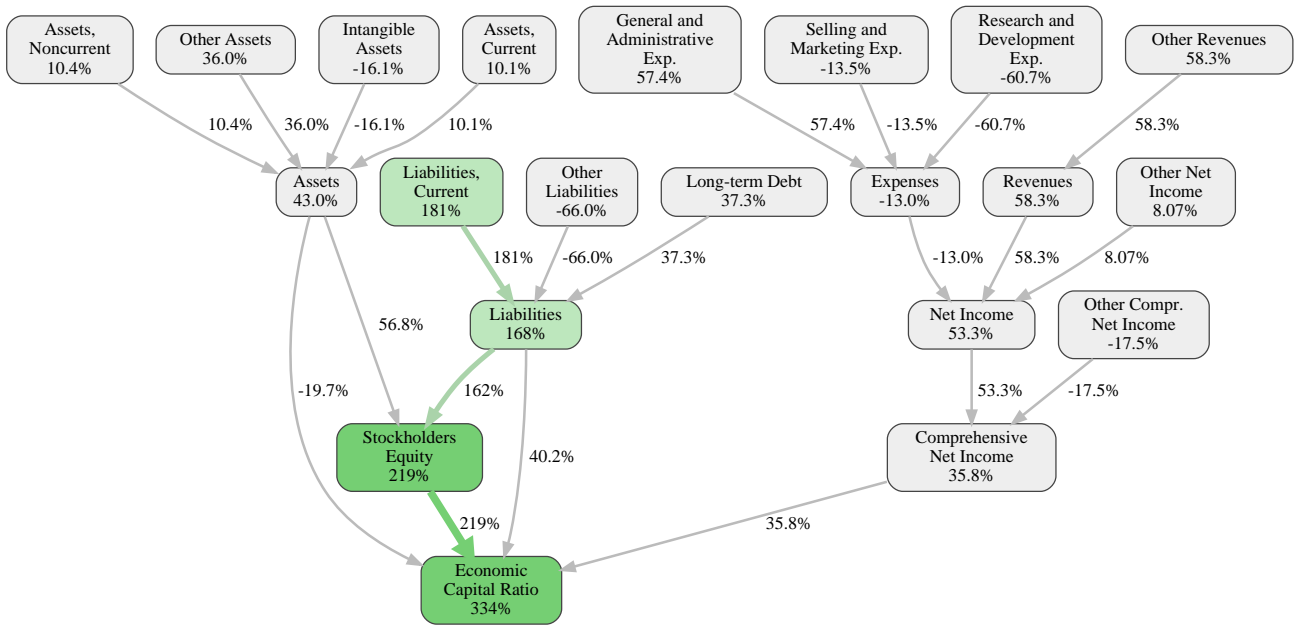 Assets,
Noncurrent
10.4%
Other Assets
36.0%
Intangible
Assets
-16.1%
Assets,
Current
10.1%
General and
Administrative
Exp.
57.4%
Selling and
Marketing Exp.
-13.5%
Research and
Development
Exp.
-60.7%
Other Revenues
58.3%
10.4%
36.0%
-16.1%
10.1%
57.4%
-13.5%
-60.7%
58.3%
Assets
43.0%
Liabilities,
Current
181%
Other
Liabilities
-66.0%
Long-term Debt
37.3%
Expenses
-13.0%
Revenues
58.3%
Other Net
Income
8.07%
181%
-66.0%
37.3%
-13.0%
58.3%
8.07%
Liabilities
168%
Net Income
53.3%
Other Compr.
Net Income
-17.5%
56.8%
-19.7%
162%
40.2%
53.3%
-17.5%
Stockholders
Equity
219%
Comprehensive
Net Income
35.8%
219%
35.8%
Economic
Capital Ratio
334%